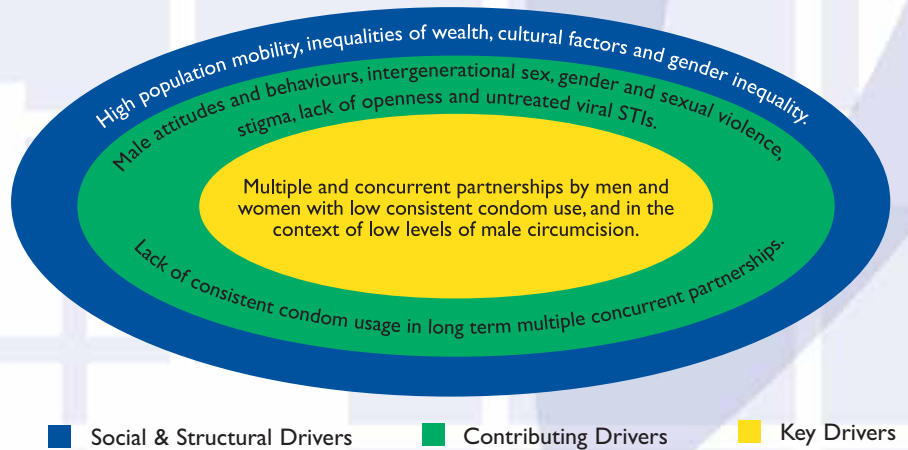 High population mobility, inequalities of wealth, cultural factors and gender inequality.
Male attitudes and behaviours, intergenerational sex, gender and sexual violence,
stigma, lack of openness and untreated viral STIs.
Multiple and concurrent partnerships by men and
women with low consistent condom use, and in the
context of low levels of male circumcision.
Lack of consistent condom usage in long term multiple concurrent partnerships.
Social & Structural Drivers
Contributing Drivers
Key Drivers